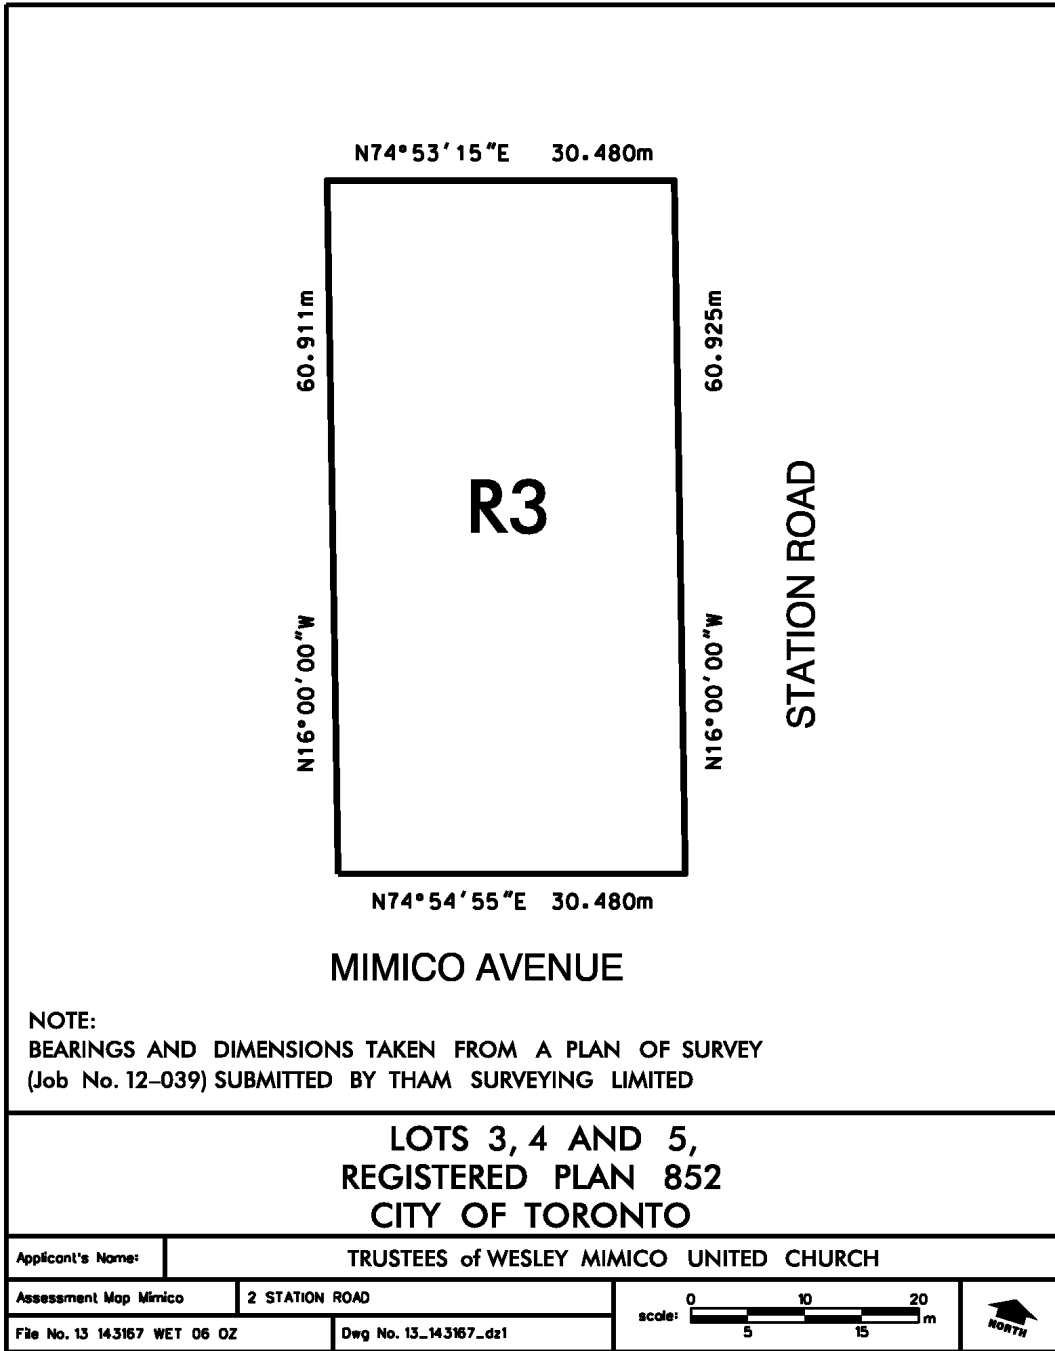 N74°53'15"E 30.480m
60.911m
60.925m
R3
STATION ROAD
N16°00'00"W
N16°00'00"W
N74°54'55"E 30.480m
MIMICO AVENUE
NOTE:
BEARINGS AND DIMENSIONS TAKEN FROM A PLAN OF SURVEY
(Job No. 12-039) SUBMITTED BY THAM SURVEYING LIMITED
LOTS 3, 4 AND 5,
REGISTERED PLAN 852
CITY OF TORONTO
Applicant's Name: TRUSTEES of WESLEY MIMICO UNITED CHURCH
Assessment Map Mimico 2 STATION ROAD
File No. 13 143167 WET 06 OZ Dwg No. 13_143167_dz1
0 10 20
scale: m
5 15
NORTH